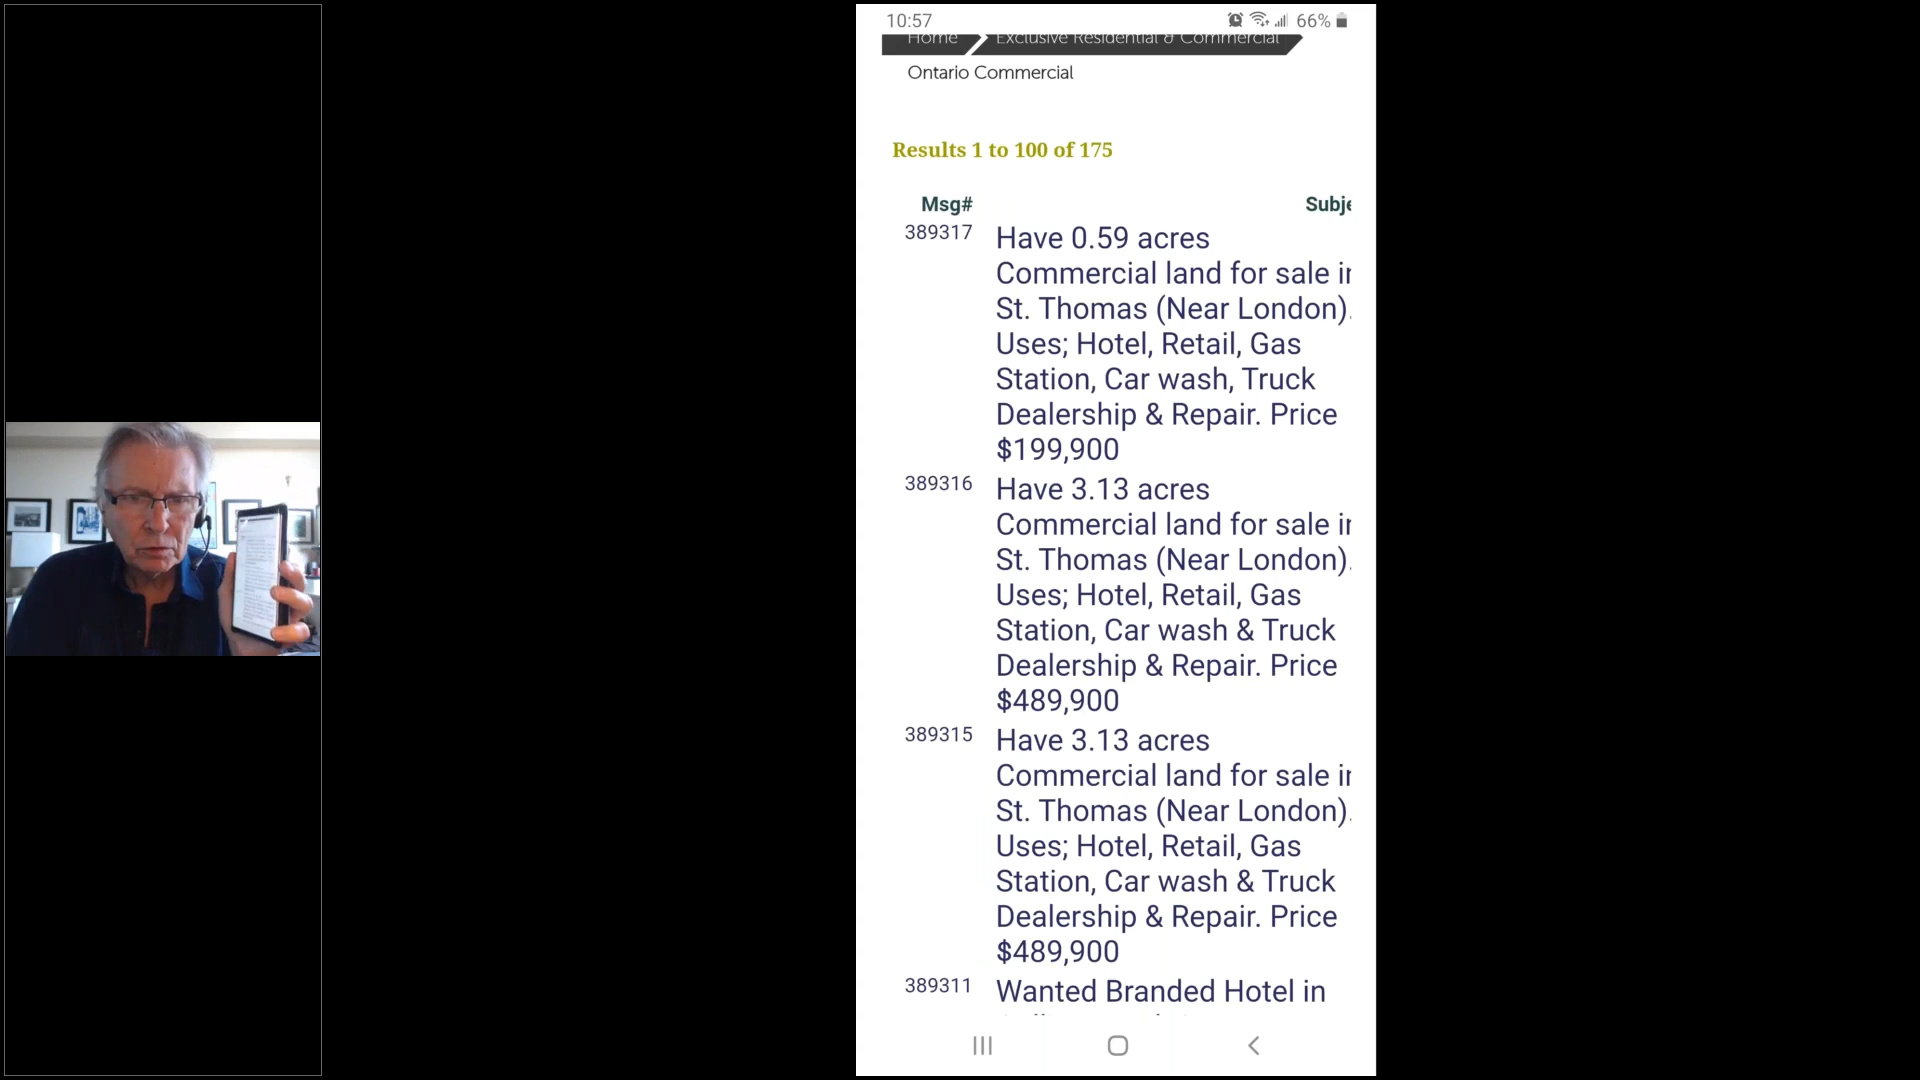 10:57
66%
Home
Exclusive Residential & Commercial
Ontario Commercial
Results 1 to 100 of 175
Msg#
Subje
389317
Have 0.59 acres
Commercial land for sale in
St. Thomas (Near London).
Uses; Hotel, Retail, Gas
Station, Car wash, Truck
Dealership & Repair. Price
$199,900
389316
Have 3.13 acres
Commercial land for sale in
St. Thomas (Near London).
Uses; Hotel, Retail, Gas
Station, Car wash & Truck
Dealership & Repair. Price
$489,900
389315
Have 3.13 acres
Commercial land for sale in
St. Thomas (Near London).
Uses; Hotel, Retail, Gas
Station, Car wash & Truck
Dealership & Repair. Price
$489,900
389311
Wanted Branded Hotel in